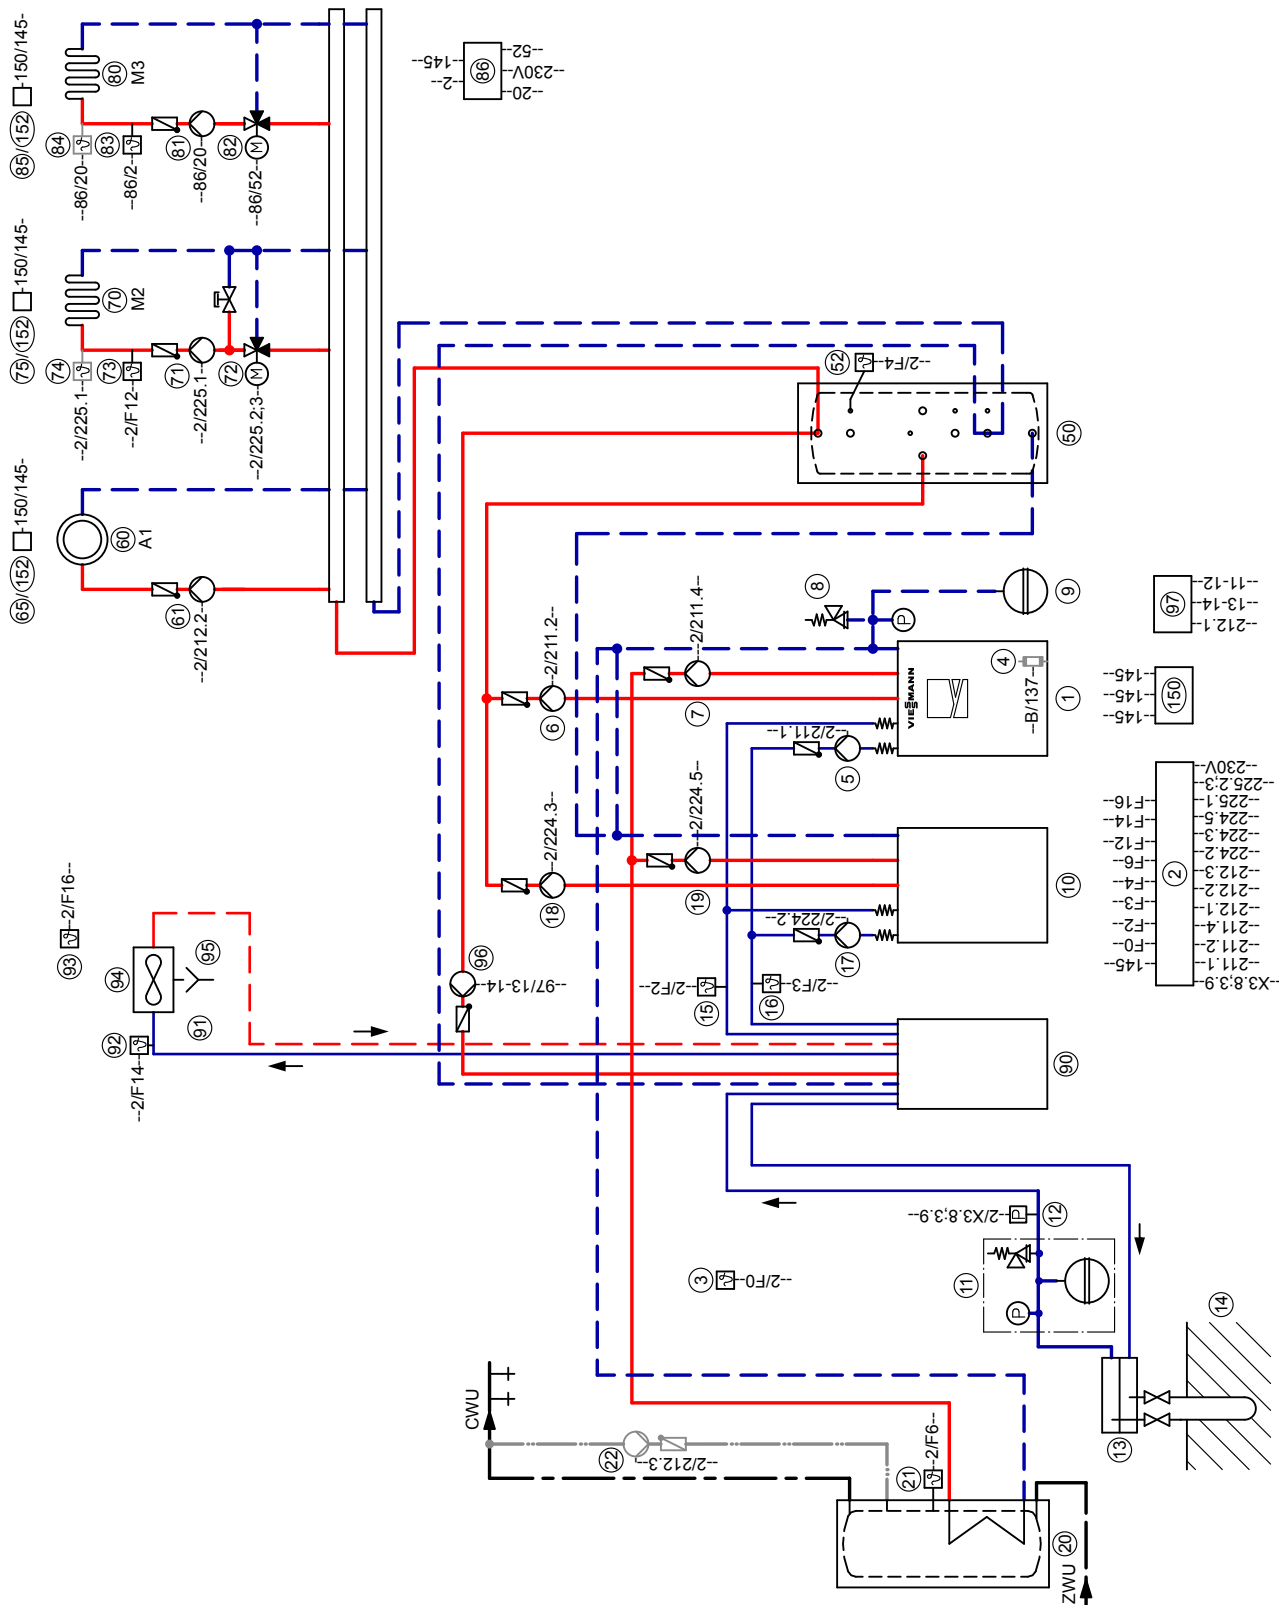 85/152 -150/145-
84
--86/20--
83
--86/2--
80
M3
81
--86/20--
82
M
--86/52--
75/152 -150/145-
74
--2/225.1--
73
--2/F12--
70
M2
71
--2/225.1--
72
M
--2/225.2;3--
65/152 -150/145-
60
A1
61
--2/212.2--
86
--145--
--2--
--52--
--230V--
--20--
52
--2/F4--
50
8
P
9
97
--11-12--
--13-14--
--212.1--
6
--2/211.2--
7
--2/211.4--
VIESMANN
4
--B/137--
1
5
--2/211.1--
150
--145--
--145--
--145--
18
--2/224.3--
19
--2/224.5--
17
--2/224.2--
10
2
--F16--
--F14--
--F12--
--F6--
--F4--
--F3--
--F2--
--F0--
--145--
--230V--
--225.2;3--
--225.1--
--224.5--
--224.3--
--224.2--
--212.3--
--212.2--
--212.1--
--211.4--
--211.2--
--211.1--
--X3.8;3.9--
93
--2/F16--
94
95
92
--2/F14--
91
96
--97/13-14--
15
--2/F2--
16
--2/F3--
90
12
P
--2/X3.8;3.9--
11
P
3
--2/F0--
14
13
CWU
22
--2/212.3--
21
--2/F6--
20
ZWU